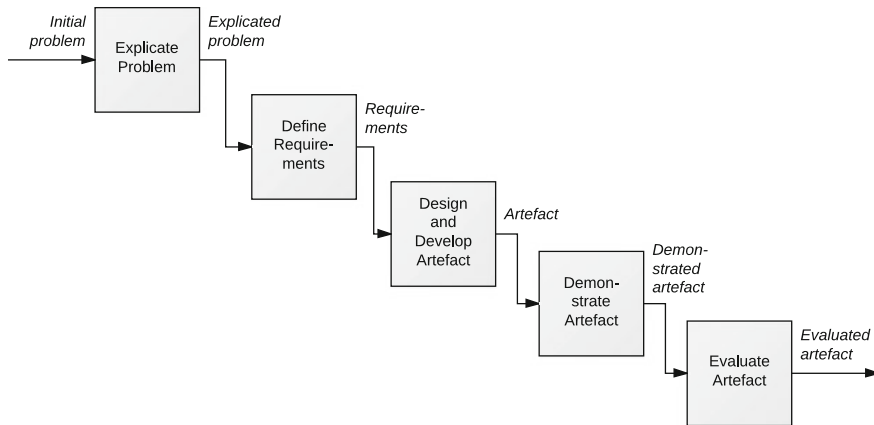 Initial
problem
Explicate
Problem
Explicated
problem
Define
Require-
ments
Require-
ments
Design
and
Develop
Artefact
Artefact
Demon-
strate
Artefact
Demon-
strated
artefact
Evaluate
Artefact
Evaluated
artefact